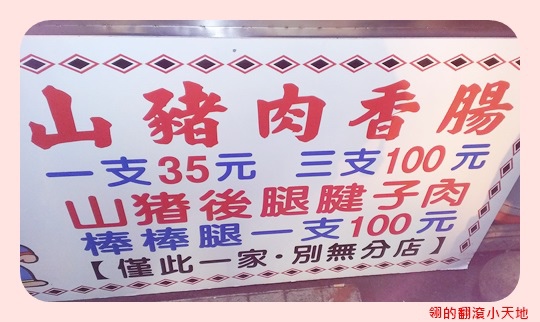 山豬肉香腸
一支35元 三支100元
山猪後腿腱子肉
棒棒腿一支100元
【僅此一家·別無分店】
翎的翻滾小天地